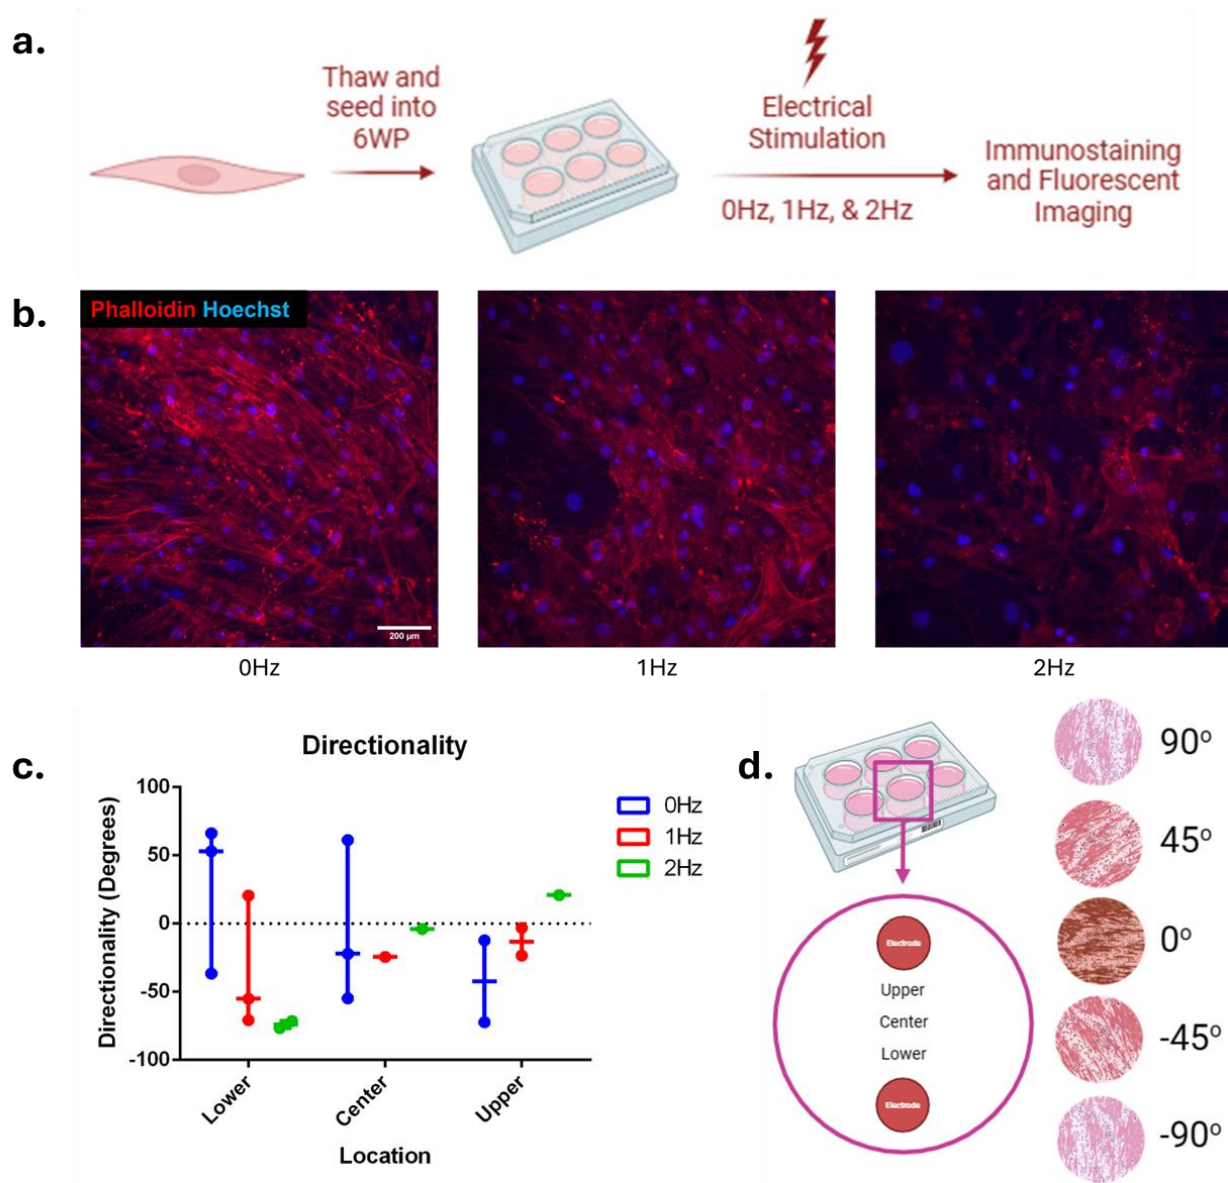 a.
Thaw and
seed into
6WP
Electrical
Stimulation
0Hz, 1Hz, & 2Hz
Immunostaining
and Fluorescent
Imaging
b.
Phalloidin Hoechst
200 µm
0Hz
1Hz
2Hz
c.
Directionality
Directionality (Degrees)
100
50
0
-50
-100
Lower
Center
Upper
Location
0Hz
1Hz
2Hz
d.
Electrode
Upper
Center
Lower
Electrode
90°
45°
0°
-45°
-90°